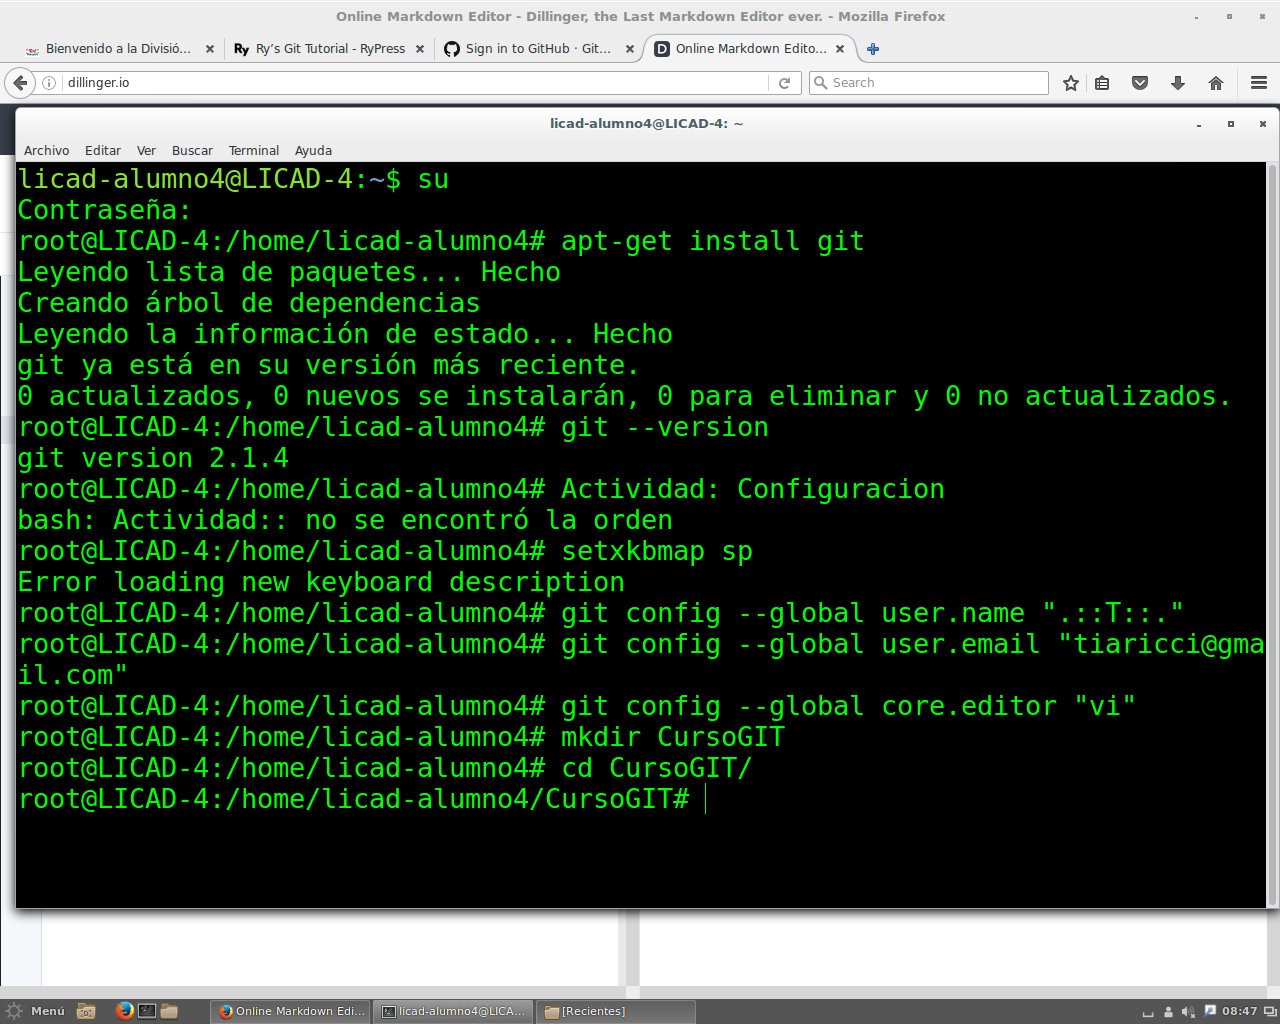 Online Markdown Editor - Dillinger, the Last Markdown Editor ever. - Mozilla Firefox
Bienvenido a la Divisió... Ry's Git Tutorial - RyPress Sign in to GitHub · Git... Online Markdown Edito...
dillinger.io Search
licad-alumno4@LICAD-4: ~
Archivo Editar Ver Buscar Terminal Ayuda
licad-alumno4@LICAD-4:~$ su
Contraseña:
root@LICAD-4:/home/licad-alumno4# apt-get install git
Leyendo lista de paquetes... Hecho
Creando árbol de dependencias
Leyendo la información de estado... Hecho
git ya está en su versión más reciente.
0 actualizados, 0 nuevos se instalarán, 0 para eliminar y 0 no actualizados.
root@LICAD-4:/home/licad-alumno4# git --version
git version 2.1.4
root@LICAD-4:/home/licad-alumno4# Actividad: Configuracion
bash: Actividad:: no se encontró la orden
root@LICAD-4:/home/licad-alumno4# setxkbmap sp
Error loading new keyboard description
root@LICAD-4:/home/licad-alumno4# git config --global user.name ".::T::."
root@LICAD-4:/home/licad-alumno4# git config --global user.email "tiaricci@gma
il.com"
root@LICAD-4:/home/licad-alumno4# git config --global core.editor "vi"
root@LICAD-4:/home/licad-alumno4# mkdir CursoGIT
root@LICAD-4:/home/licad-alumno4# cd CursoGIT/
root@LICAD-4:/home/licad-alumno4/CursoGIT#
Menú Online Markdown Edi... licad-alumno4@LICA... [Recientes] 08:47